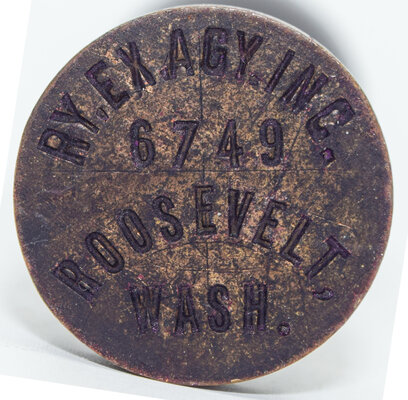 RY. EX. AGY. INC.
6749
ROOSEVELT,
WASH.